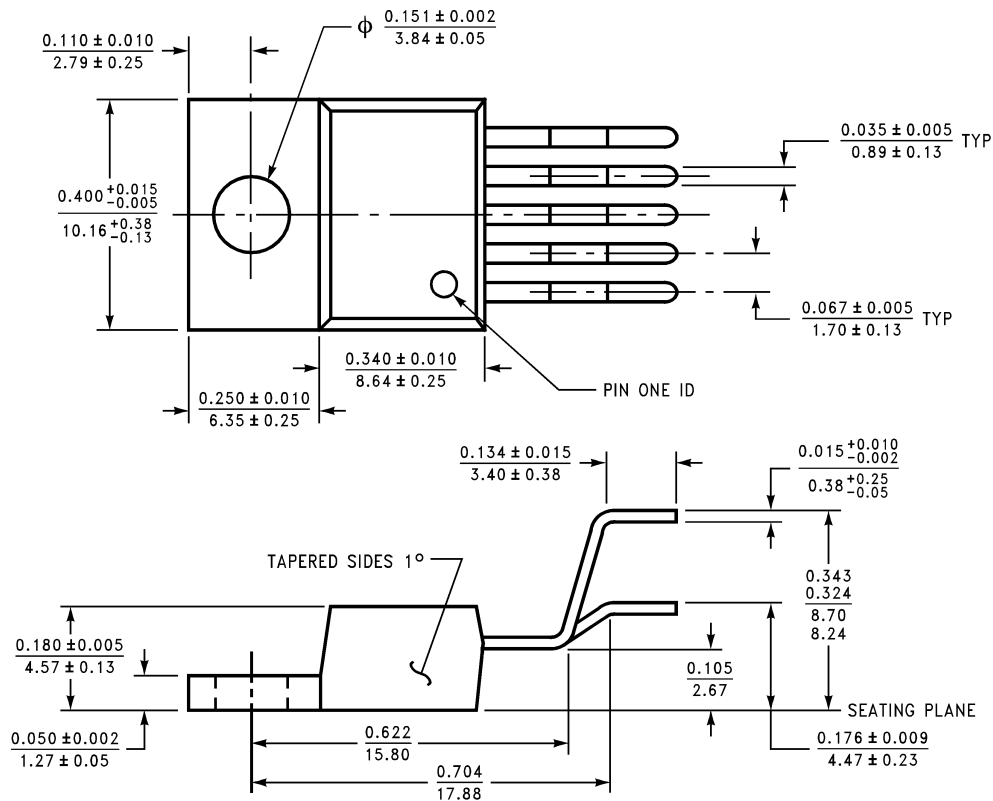 ϕ 0.151 ± 0.002
3.84 ± 0.05
0.110 ± 0.010
2.79 ± 0.25
0.035 ± 0.005
0.89 ± 0.13 TYP
0.400 +0.015
-0.005
10.16 +0.38
-0.13
0.067 ± 0.005
1.70 ± 0.13 TYP
0.340 ± 0.010
8.64 ± 0.25
PIN ONE ID
0.250 ± 0.010
6.35 ± 0.25
0.134 ± 0.015
3.40 ± 0.38
0.015 +0.010
-0.002
0.38 +0.25
-0.05
TAPERED SIDES 1°
0.343
0.324
8.70
8.24
0.180 ±0.005
4.57 ± 0.13
0.105
2.67
SEATING PLANE
0.050 ±0.002
1.27 ± 0.05
0.622
15.80
0.176 ±0.009
4.47 ± 0.23
0.704
17.88